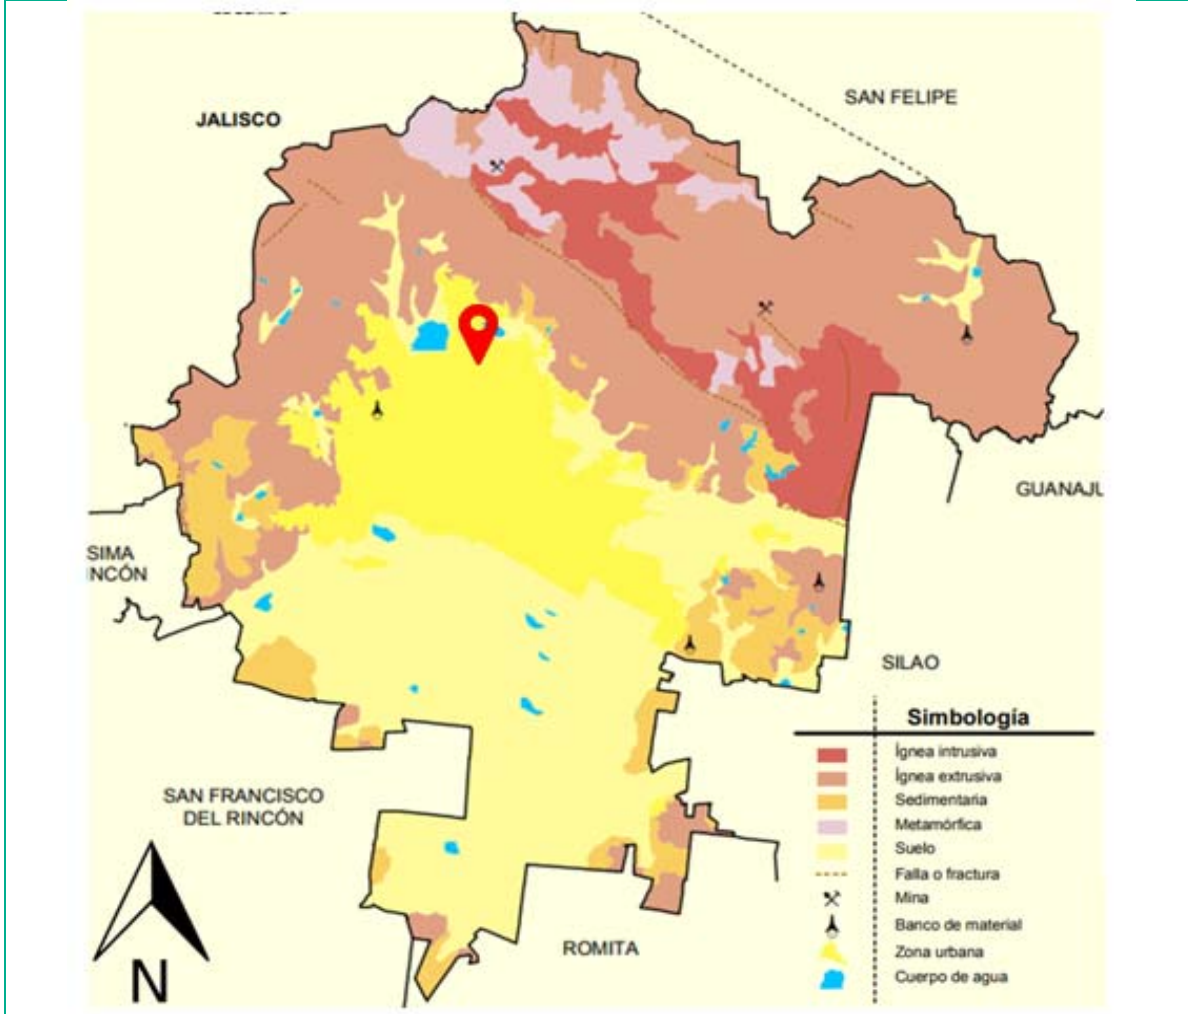 SAN FELIPE
JALISCO
GUANAJU
SIMA
INCÓN
SILAO
Simbología
Ígnea intrusiva
Ígnea extrusiva
Sedimentaria
Metamórfica
Suelo
Falla o fractura
Mina
Banco de material
Zona urbana
Cuerpo de agua
SAN FRANCISCO
DEL RINCÓN
ROMITA
N